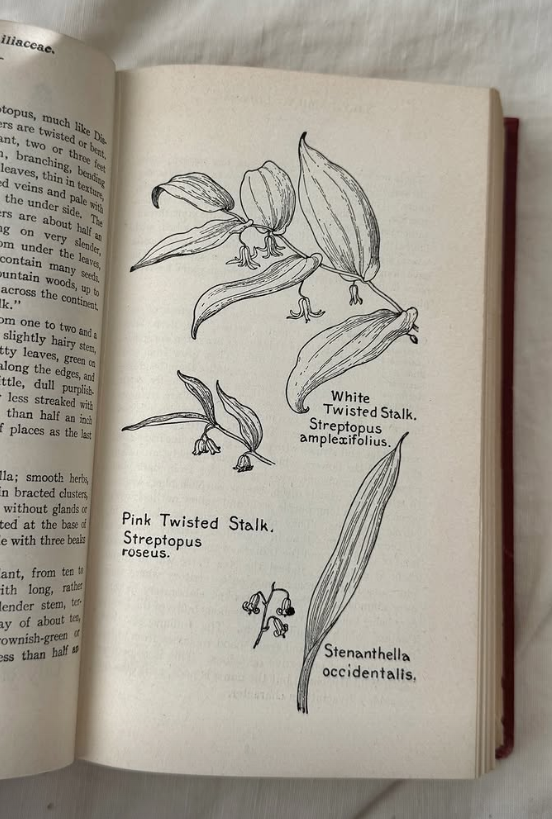 iliaceae.
topus, much like Dis-
ers are twisted or bent.
ant, two or three feet
n, branching, bending
leaves, thin in texture,
ed veins and pale with
the under side. The
ers are about half an
ng on very slender,
om under the leaves,
contain many seeds.
ountain woods, up to
across the continent.
lk."
om one to two and a
slightly hairy stem,
tty leaves, green on
along the edges, and
ittle, dull purplish-
less streaked with
than half an inch
f places as the last
lla; smooth herbs,
in bracted clusters,
without glands or
ted at the base of
e with three beaks
lant, from ten to
ith long, rather
lender stem, ter-
ay of about ten,
rownish-green or
ess than half an
White
Twisted Stalk.
Streptopus
amplexifolius.
Pink Twisted Stalk.
Streptopus
roseus.
Stenanthella
occidentalis.